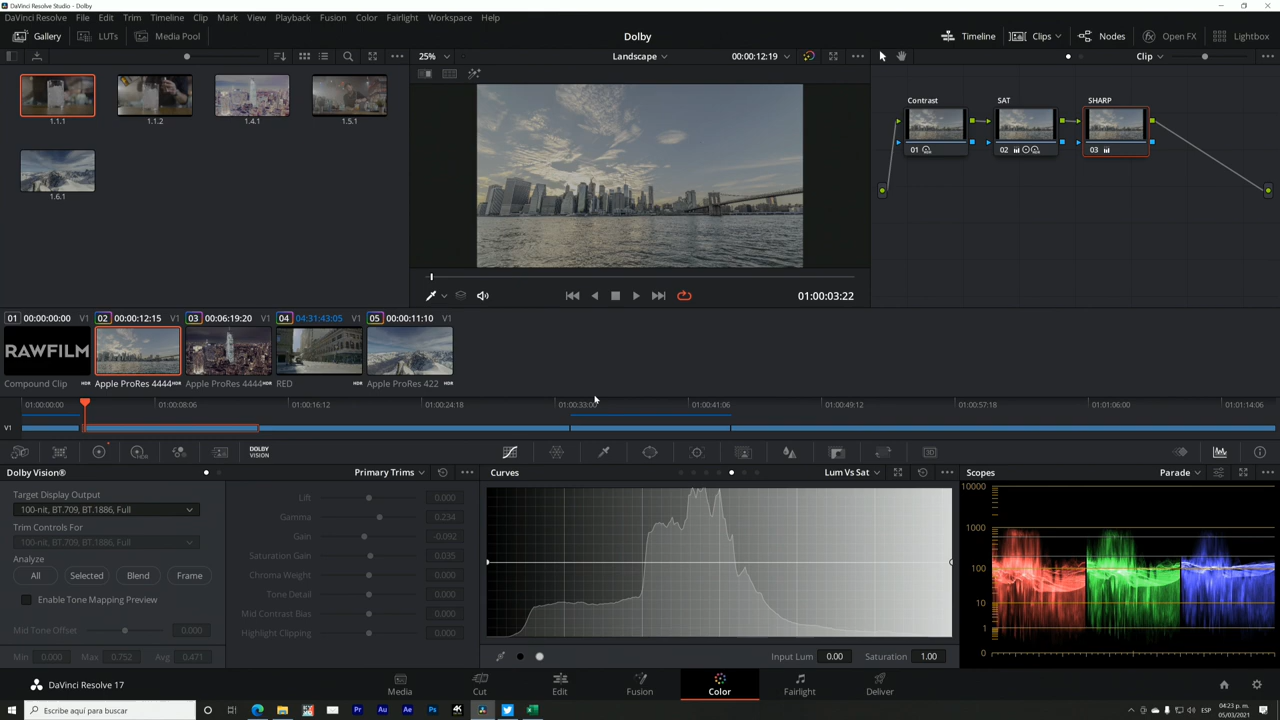 DaVinci Resolve Studio - Dolby
DaVinci Resolve File Edit Trim Timeline Clip Mark View Playback Fusion Color Fairlight Workspace Help
Gallery LUTs Media Pool Dolby Timeline Clips Nodes Open FX Lightbox
25% Landscape 00:00:12:19 Clip
1.1.1 1.1.2 1.4.1 1.5.1
1.6.1
Contrast SAT SHARP
01 02 03
01:00:03:22
01 00:00:00:00 V1 02 00:00:12:15 V1 03 00:06:19:20 V1 04 04:31:43:05 V1 05 00:00:11:10 V1
RAWFILM
Compound Clip HDR Apple ProRes 4444 HDR Apple ProRes 4444 HDR RED HDR Apple ProRes 422 HDR
01:00:00:00 01:00:08:06 01:00:16:12 01:00:24:18 01:00:33:00 01:00:41:06 01:00:49:12 01:00:57:18 01:01:06:00 01:01:14:06
V1
DOLBY
VISION
Dolby Vision® Primary Trims Curves Lum Vs Sat Scopes Parade
Target Display Output
100-nit, BT.709, BT.1886, Full
Trim Controls For
100-nit, BT.709, BT.1886, Full
Analyze
All Selected Blend Frame
Enable Tone Mapping Preview
Mid Tone Offset 0.000
Min 0.000 Max 0.752 Avg 0.471
Lift 0.000
Gamma 0.234
Gain -0.092
Saturation Gain 0.035
Chroma Weight 0.000
Tone Detail 0.000
Mid Contrast Bias 0.000
Highlight Clipping 0.000
Input Lum 0.00 Saturation 1.00
10000
1000
100
10
1
0
DaVinci Resolve 17 Media Cut Edit Fusion Color Fairlight Deliver
Escribe aquí para buscar Pr Au Ae Ps 4K ESP 04:23 p. m.
05/03/2021